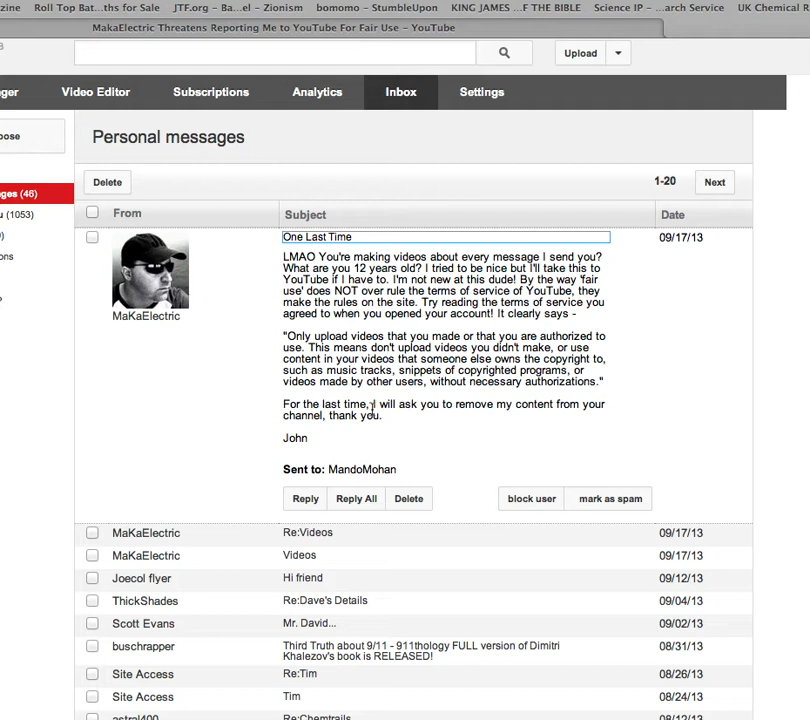 zine Roll Top Bat...ths for Sale JTF.org – Ba...el – Zionism bomomo – StumbleUpon KING JAMES ...F THE BIBLE Science IP – ...arch Service UK Chemical R
MakaElectric Threatens Reporting Me to YouTube For Fair Use – YouTube
Upload
ger Video Editor Subscriptions Analytics Inbox Settings
pose
Personal messages
Delete 1-20 Next
ges (46)
From Subject Date
u (1053)
One Last Time 09/17/13
LMAO You're making videos about every message I send you?
What are you 12 years old? I tried to be nice but I'll take this to
YouTube if I have to. I'm not new at this dude! By the way 'fair
use' does NOT over rule the terms of service of YouTube, they
make the rules on the site. Try reading the terms of service you
agreed to when you opened your account! It clearly says -
"Only upload videos that you made or that you are authorized to
use. This means don't upload videos you didn't make, or use
content in your videos that someone else owns the copyright to,
such as music tracks, snippets of copyrighted programs, or
videos made by other users, without necessary authorizations."
For the last time, I will ask you to remove my content from your
channel, thank you.
John
Sent to: MandoMohan
MaKaElectric
ons
Reply Reply All Delete block user mark as spam
MaKaElectric Re:Videos 09/17/13
MaKaElectric Videos 09/17/13
Joecol flyer Hi friend 09/12/13
ThickShades Re:Dave's Details 09/04/13
Scott Evans Mr. David... 09/02/13
buschrapper Third Truth about 9/11 - 911thology FULL version of Dimitri 08/31/13
Khalezov's book is RELEASED!
Site Access Re:Tim 08/26/13
Site Access Tim 08/24/13
astral400 Re:Chemtrails 08/12/13